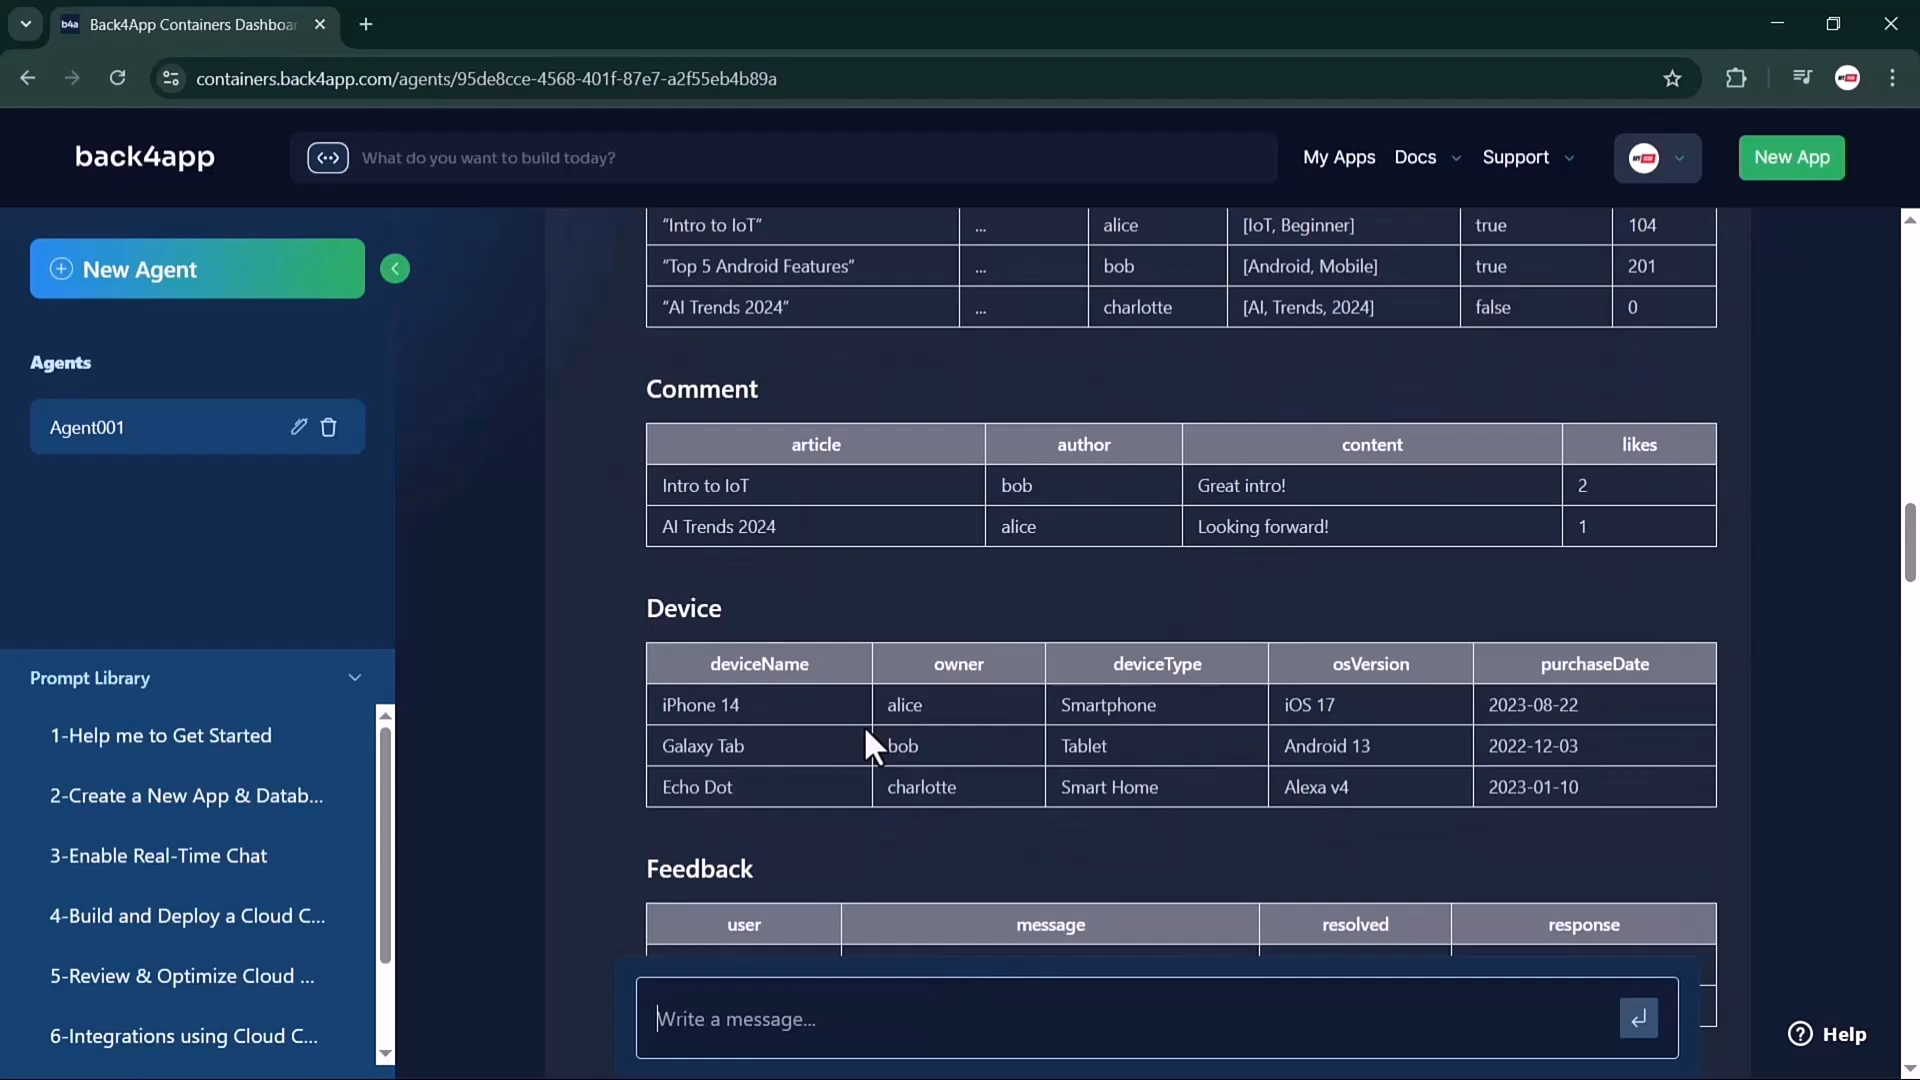 b4a Back4App Containers Dashboar
containers.back4app.com/agents/95de8cce-4568-401f-87e7-a2f55eb4b89a
back4app
What do you want to build today?
My Apps Docs Support
New App
New Agent
Agents
Agent001
Prompt Library
1-Help me to Get Started
2-Create a New App & Datab...
3-Enable Real-Time Chat
4-Build and Deploy a Cloud C...
5-Review & Optimize Cloud ...
6-Integrations using Cloud C...
“Intro to IoT” ... alice [IoT, Beginner] true 104
“Top 5 Android Features” ... bob [Android, Mobile] true 201
“AI Trends 2024” ... charlotte [AI, Trends, 2024] false 0
Comment
article author content likes
Intro to IoT bob Great intro! 2
AI Trends 2024 alice Looking forward! 1
Device
deviceName owner deviceType osVersion purchaseDate
iPhone 14 alice Smartphone iOS 17 2023-08-22
Galaxy Tab bob Tablet Android 13 2022-12-03
Echo Dot charlotte Smart Home Alexa v4 2023-01-10
Feedback
user message resolved response
Write a message...
Help